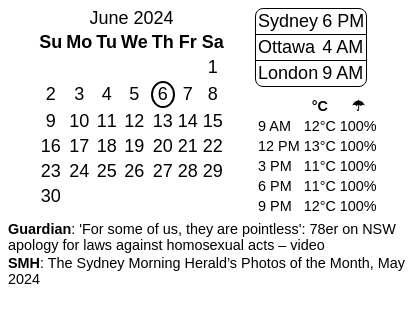 June 2024
Su Mo Tu We Th Fr Sa
1
2 3 4 5 6 7 8
9 10 11 12 13 14 15
16 17 18 19 20 21 22
23 24 25 26 27 28 29
30
Sydney 6 PM
Ottawa 4 AM
London 9 AM
°C ☂
9 AM 12°C 100%
12 PM 13°C 100%
3 PM 11°C 100%
6 PM 11°C 100%
9 PM 12°C 100%
Guardian: 'For some of us, they are pointless': 78er on NSW
apology for laws against homosexual acts – video
SMH: The Sydney Morning Herald’s Photos of the Month, May
2024